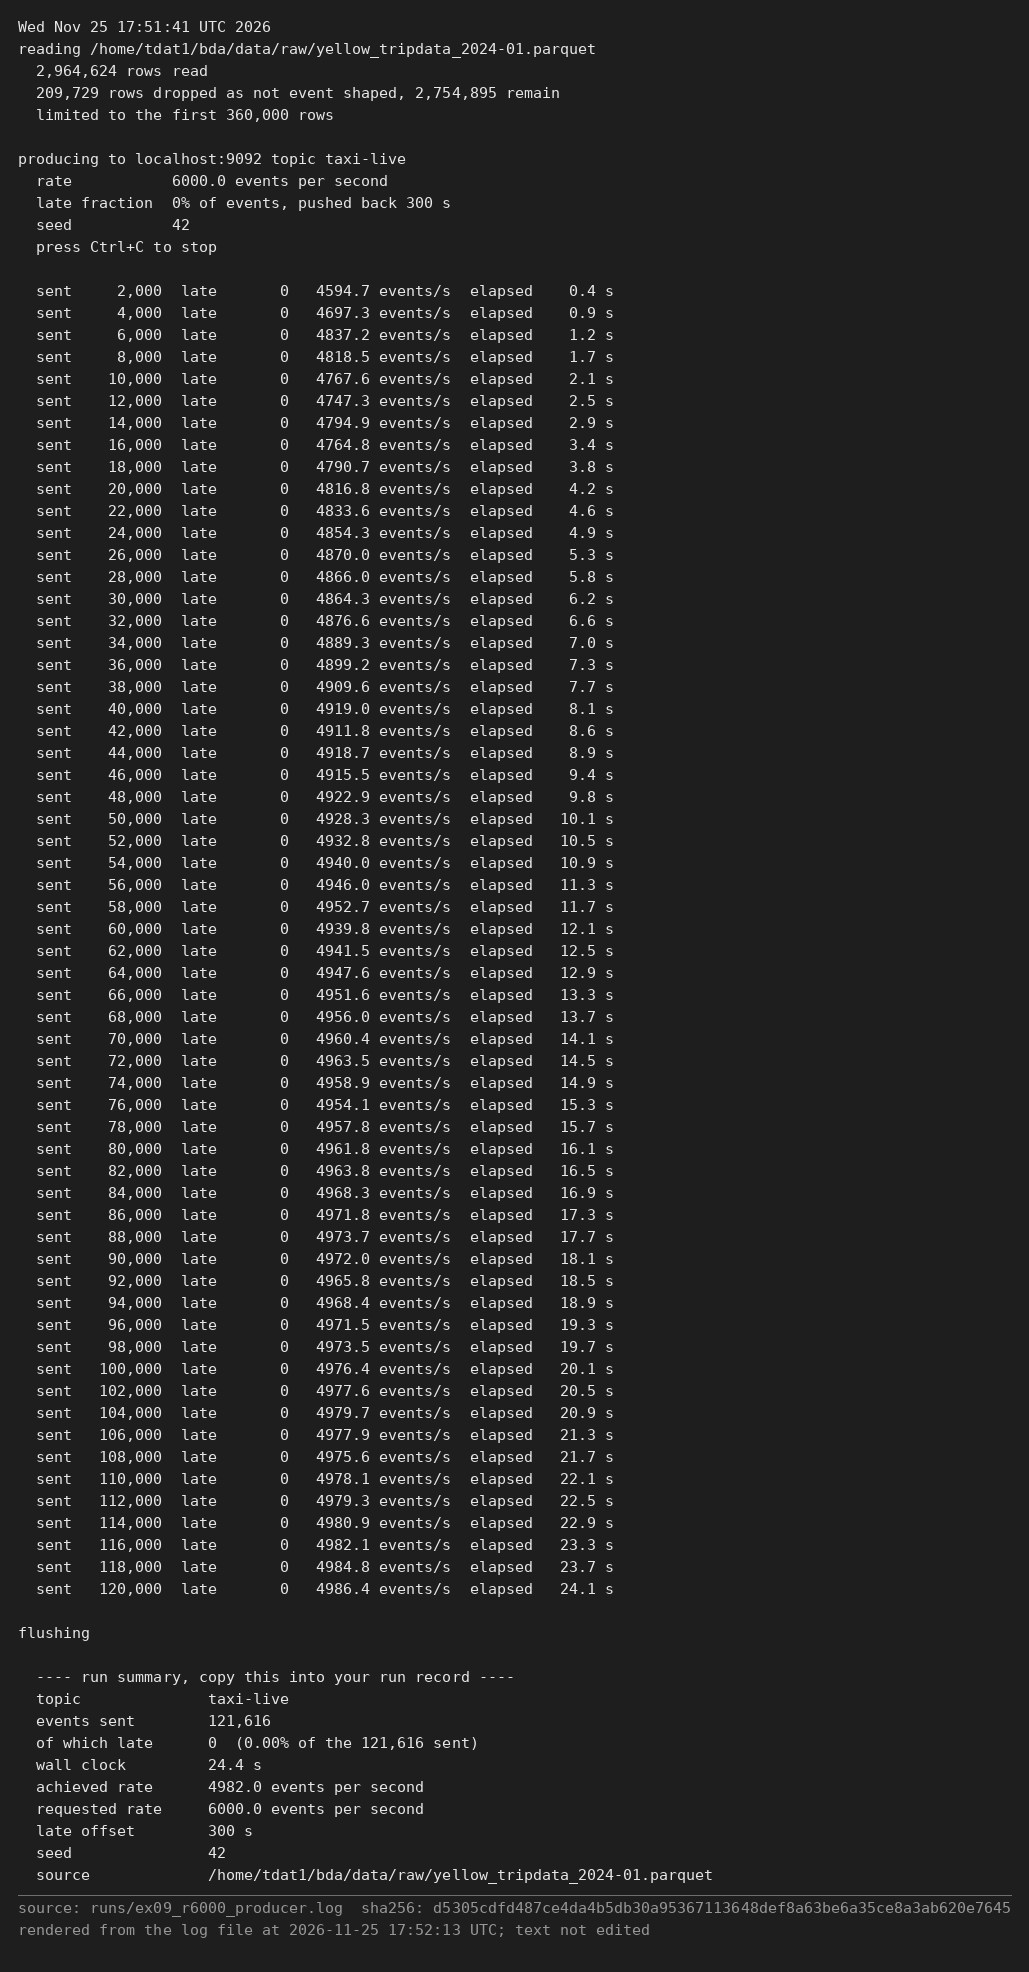 Wed Nov 25 17:51:41 UTC 2026
reading /home/tdat1/bda/data/raw/yellow_tripdata_2024-01.parquet
  2,964,624 rows read
  209,729 rows dropped as not event shaped, 2,754,895 remain
  limited to the first 360,000 rows

producing to localhost:9092 topic taxi-live
  rate           6000.0 events per second
  late fraction  0% of events, pushed back 300 s
  seed           42
  press Ctrl+C to stop

  sent     2,000  late       0   4594.7 events/s  elapsed    0.4 s
  sent     4,000  late       0   4697.3 events/s  elapsed    0.9 s
  sent     6,000  late       0   4837.2 events/s  elapsed    1.2 s
  sent     8,000  late       0   4818.5 events/s  elapsed    1.7 s
  sent    10,000  late       0   4767.6 events/s  elapsed    2.1 s
  sent    12,000  late       0   4747.3 events/s  elapsed    2.5 s
  sent    14,000  late       0   4794.9 events/s  elapsed    2.9 s
  sent    16,000  late       0   4764.8 events/s  elapsed    3.4 s
  sent    18,000  late       0   4790.7 events/s  elapsed    3.8 s
  sent    20,000  late       0   4816.8 events/s  elapsed    4.2 s
  sent    22,000  late       0   4833.6 events/s  elapsed    4.6 s
  sent    24,000  late       0   4854.3 events/s  elapsed    4.9 s
  sent    26,000  late       0   4870.0 events/s  elapsed    5.3 s
  sent    28,000  late       0   4866.0 events/s  elapsed    5.8 s
  sent    30,000  late       0   4864.3 events/s  elapsed    6.2 s
  sent    32,000  late       0   4876.6 events/s  elapsed    6.6 s
  sent    34,000  late       0   4889.3 events/s  elapsed    7.0 s
  sent    36,000  late       0   4899.2 events/s  elapsed    7.3 s
  sent    38,000  late       0   4909.6 events/s  elapsed    7.7 s
  sent    40,000  late       0   4919.0 events/s  elapsed    8.1 s
  sent    42,000  late       0   4911.8 events/s  elapsed    8.6 s
  sent    44,000  late       0   4918.7 events/s  elapsed    8.9 s
  sent    46,000  late       0   4915.5 events/s  elapsed    9.4 s
  sent    48,000  late       0   4922.9 events/s  elapsed    9.8 s
  sent    50,000  late       0   4928.3 events/s  elapsed   10.1 s
  sent    52,000  late       0   4932.8 events/s  elapsed   10.5 s
  sent    54,000  late       0   4940.0 events/s  elapsed   10.9 s
  sent    56,000  late       0   4946.0 events/s  elapsed   11.3 s
  sent    58,000  late       0   4952.7 events/s  elapsed   11.7 s
  sent    60,000  late       0   4939.8 events/s  elapsed   12.1 s
  sent    62,000  late       0   4941.5 events/s  elapsed   12.5 s
  sent    64,000  late       0   4947.6 events/s  elapsed   12.9 s
  sent    66,000  late       0   4951.6 events/s  elapsed   13.3 s
  sent    68,000  late       0   4956.0 events/s  elapsed   13.7 s
  sent    70,000  late       0   4960.4 events/s  elapsed   14.1 s
  sent    72,000  late       0   4963.5 events/s  elapsed   14.5 s
  sent    74,000  late       0   4958.9 events/s  elapsed   14.9 s
  sent    76,000  late       0   4954.1 events/s  elapsed   15.3 s
  sent    78,000  late       0   4957.8 events/s  elapsed   15.7 s
  sent    80,000  late       0   4961.8 events/s  elapsed   16.1 s
  sent    82,000  late       0   4963.8 events/s  elapsed   16.5 s
  sent    84,000  late       0   4968.3 events/s  elapsed   16.9 s
  sent    86,000  late       0   4971.8 events/s  elapsed   17.3 s
  sent    88,000  late       0   4973.7 events/s  elapsed   17.7 s
  sent    90,000  late       0   4972.0 events/s  elapsed   18.1 s
  sent    92,000  late       0   4965.8 events/s  elapsed   18.5 s
  sent    94,000  late       0   4968.4 events/s  elapsed   18.9 s
  sent    96,000  late       0   4971.5 events/s  elapsed   19.3 s
  sent    98,000  late       0   4973.5 events/s  elapsed   19.7 s
  sent   100,000  late       0   4976.4 events/s  elapsed   20.1 s
  sent   102,000  late       0   4977.6 events/s  elapsed   20.5 s
  sent   104,000  late       0   4979.7 events/s  elapsed   20.9 s
  sent   106,000  late       0   4977.9 events/s  elapsed   21.3 s
  sent   108,000  late       0   4975.6 events/s  elapsed   21.7 s
  sent   110,000  late       0   4978.1 events/s  elapsed   22.1 s
  sent   112,000  late       0   4979.3 events/s  elapsed   22.5 s
  sent   114,000  late       0   4980.9 events/s  elapsed   22.9 s
  sent   116,000  late       0   4982.1 events/s  elapsed   23.3 s
  sent   118,000  late       0   4984.8 events/s  elapsed   23.7 s
  sent   120,000  late       0   4986.4 events/s  elapsed   24.1 s

flushing

  ---- run summary, copy this into your run record ----
  topic              taxi-live
  events sent        121,616
  of which late      0  (0.00% of the 121,616 sent)
  wall clock         24.4 s
  achieved rate      4982.0 events per second
  requested rate     6000.0 events per second
  late offset        300 s
  seed               42
  source             /home/tdat1/bda/data/raw/yellow_tripdata_2024-01.parquet
source: runs/ex09_r6000_producer.log  sha256: d5305cdfd487ce4da4b5db30a95367113648def8a63be6a35ce8a3ab620e7645
rendered from the log file at 2026-11-25 17:52:13 UTC; text not edited